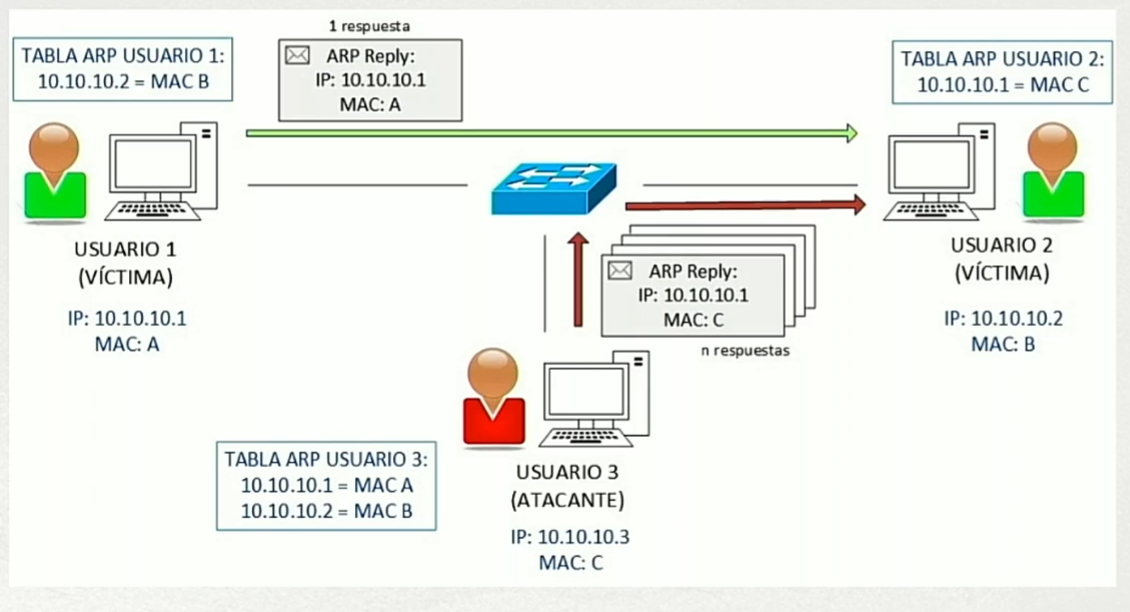 1 respuesta
TABLA ARP USUARIO 1:
10.10.10.2 = MAC B
ARP Reply:
IP: 10.10.10.1
MAC: A
TABLA ARP USUARIO 2:
10.10.10.1 = MAC C
USUARIO 1
(VÍCTIMA)
IP: 10.10.10.1
MAC: A
USUARIO 2
(VÍCTIMA)
IP: 10.10.10.2
MAC: B
ARP Reply:
IP: 10.10.10.1
MAC: C
n respuestas
TABLA ARP USUARIO 3:
10.10.10.1 = MAC A
10.10.10.2 = MAC B
USUARIO 3
(ATACANTE)
IP: 10.10.10.3
MAC: C